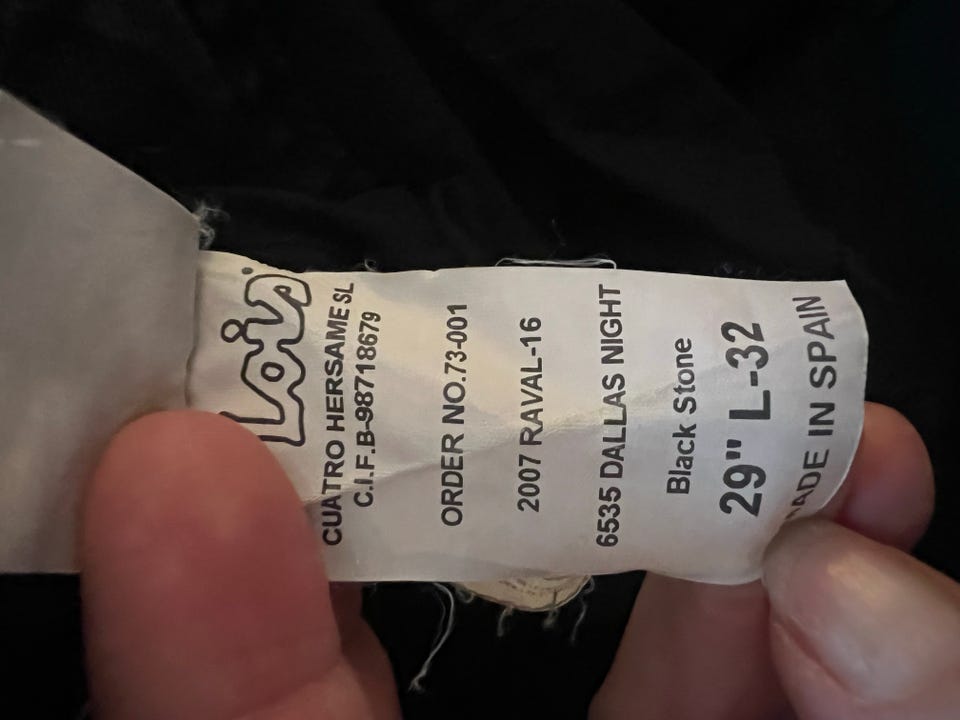 Lois
CUATRO HERSAME SL
C.I.F.B-98718679
ORDER NO.73-001
2007 RAVAL-16
6535 DALLAS NIGHT
Black Stone
29" L-32
MADE IN SPAIN